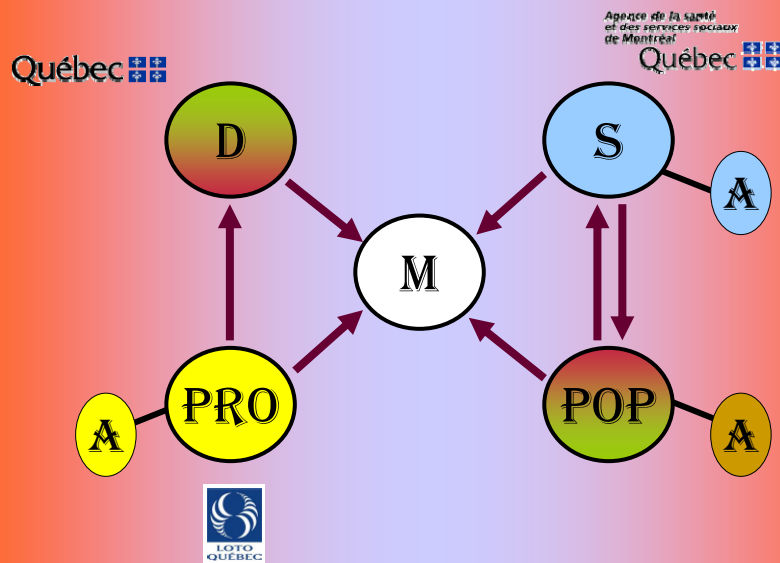 Agence de la santé
et des services sociaux
de Montréal
Québec
Québec
D
S
A
M
PRO
POP
A
A
LOTO
QUÉBEC